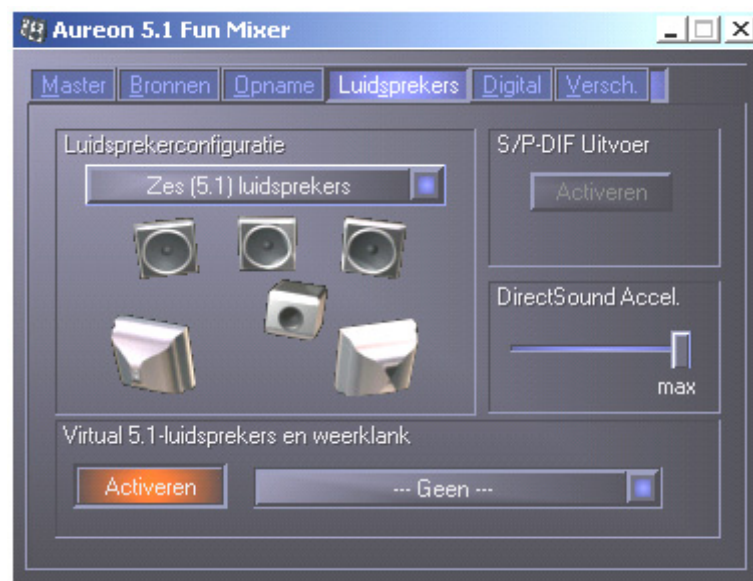 Aureon 5.1 Fun Mixer
Master Bronnen Opname Luidsprekers Digital Versch.
Luidsprekerconfiguratie
Zes (5.1) luidsprekers
S/P-DIF Uitvoer
Activeren
DirectSound Accel.
max
Virtual 5.1-luidsprekers en weerklank
Activeren
--- Geen ---